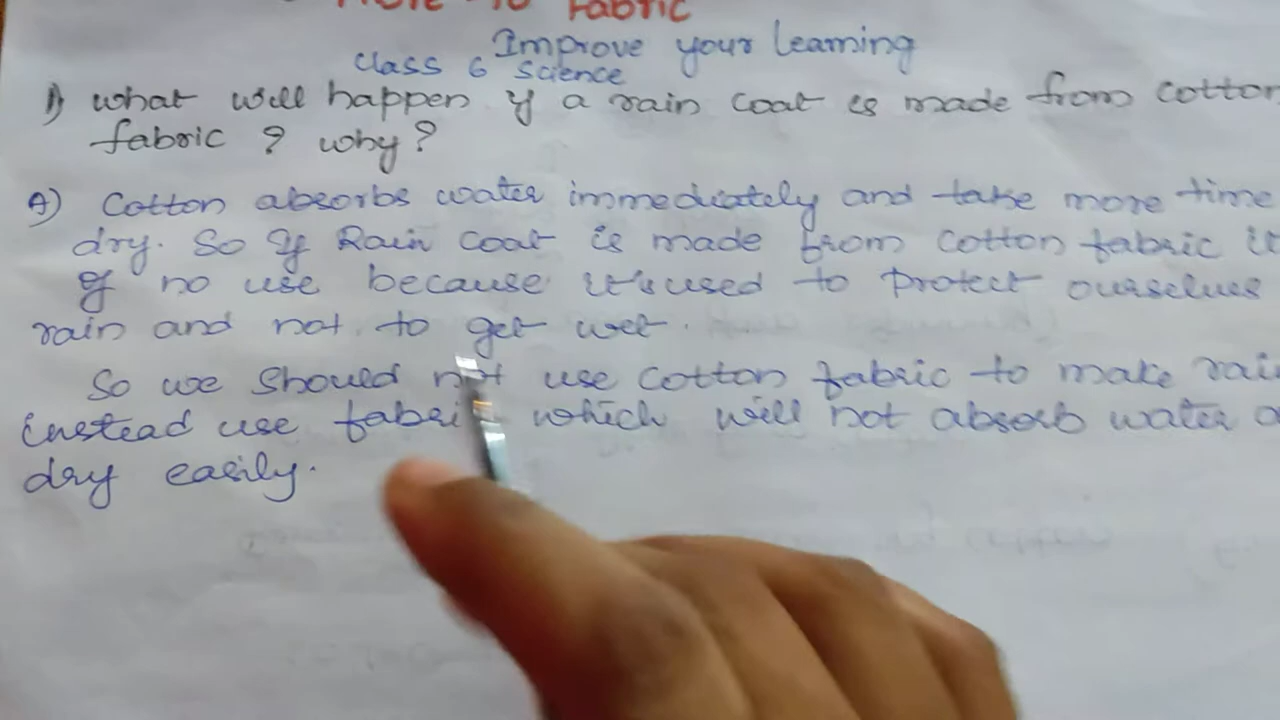 to Fabric
Improve your learning
Class 6 Science
1) what will happen if a rain coat is made from cotton
fabric ? why?
A) Cotton absorbs water immediately and take more time
dry. So if Rain coat is made from cotton fabric it
of no use because it's used to protect ourselves
rain and not to get wet.
So we should not use cotton fabric to make rain
instead use fabric which will not absorb water
dry easily.